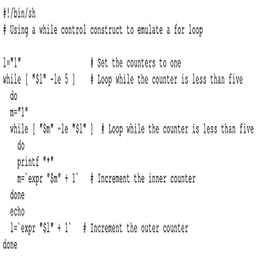 #!/bin/sh
# Using a while control construct to emulate a for loop
l="1" # Set the counters to one
while [ "$l" -le 5 ] # Loop while the counter is less than five
do
m="1"
while [ "$m" -le "$l" ] # Loop while the counter is less than five
do
printf "*"
m=`expr "$m" + 1` # Increment the inner counter
done
echo
l=`expr "$l" + 1` # Increment the outer counter
done